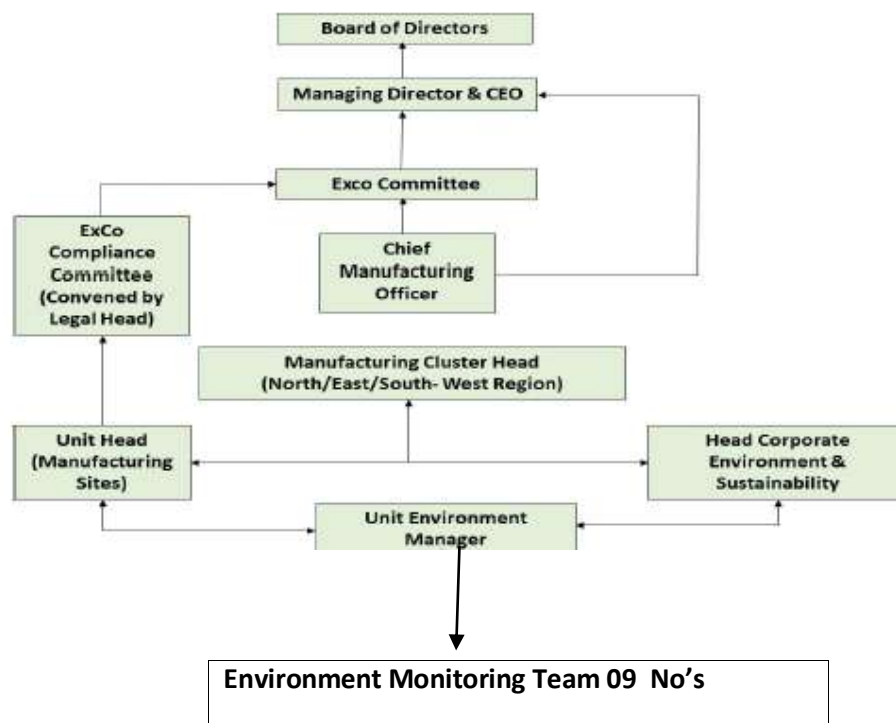 Board of Directors
Managing Director & CEO
Exco Committee
ExCo
Compliance
Committee
(Convened by
Legal Head)
Chief
Manufacturing
Officer
Manufacturing Cluster Head
(North/East/South- West Region)
Unit Head
(Manufacturing
Sites)
Head Corporate
Environment &
Sustainability
Unit Environment
Manager
Environment Monitoring Team 09 No’s